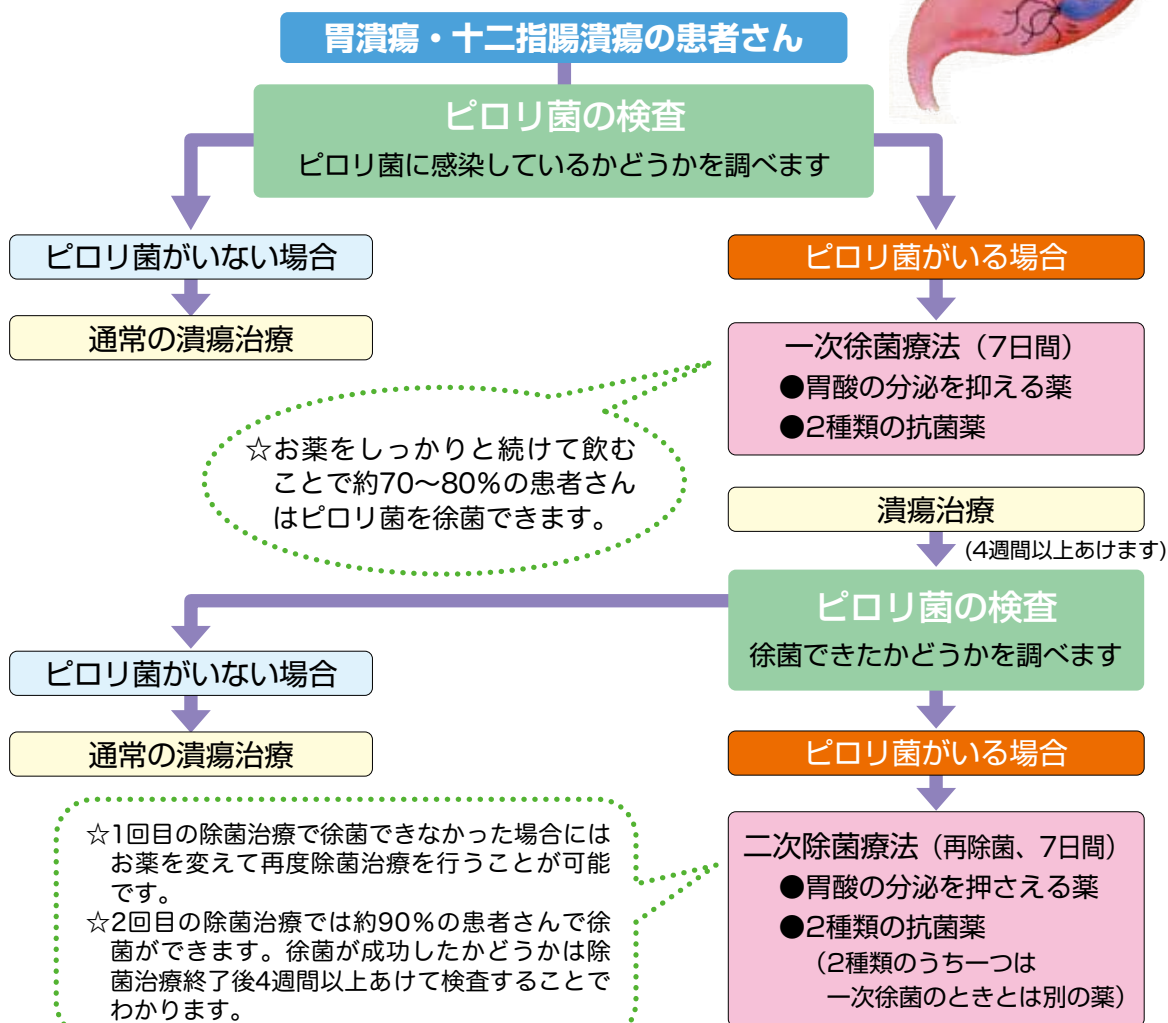 胃潰瘍・十二指腸潰瘍の患者さん
ピロリ菌の検査
ピロリ菌に感染しているかどうかを調べます
ピロリ菌がいない場合
通常の潰瘍治療
ピロリ菌がいる場合
一次徐菌療法（7日間）
●胃酸の分泌を抑える薬
●2種類の抗菌薬
☆お薬をしっかりと続けて飲む
ことで約70〜80％の患者さん
はピロリ菌を徐菌できます。
潰瘍治療
(4週間以上あけます)
ピロリ菌の検査
徐菌できたかどうかを調べます
ピロリ菌がいない場合
通常の潰瘍治療
ピロリ菌がいる場合
二次除菌療法（再除菌、7日間）
●胃酸の分泌を押さえる薬
●2種類の抗菌薬
（2種類のうち一つは
一次徐菌のときとは別の薬）
☆1回目の除菌治療で徐菌できなかった場合には
お薬を変えて再度除菌治療を行うことが可能
です。
☆2回目の除菌治療では約90％の患者さんで徐
菌ができます。徐菌が成功したかどうかは除
菌治療終了後4週間以上あけて検査することで
わかります。